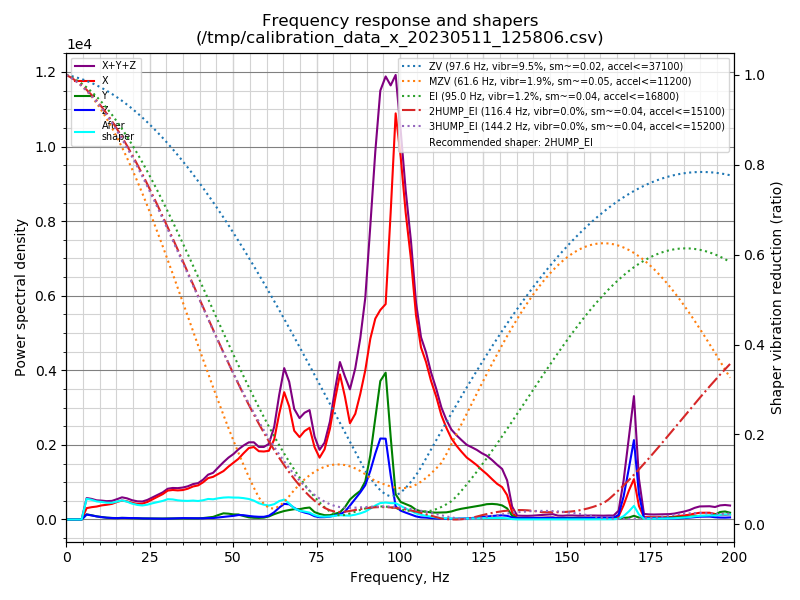 Frequency response and shapers
(/tmp/calibration_data_x_20230511_125806.csv)
1e4
X+Y+Z
X
Y
Z
After
shaper
ZV (97.6 Hz, vibr=9.5%, sm~=0.02, accel<=37100)
MZV (61.6 Hz, vibr=1.9%, sm~=0.05, accel<=11200)
EI (95.0 Hz, vibr=1.2%, sm~=0.04, accel<=16800)
2HUMP_EI (116.4 Hz, vibr=0.0%, sm~=0.04, accel<=15100)
3HUMP_EI (144.2 Hz, vibr=0.0%, sm~=0.04, accel<=15200)
Recommended shaper: 2HUMP_EI
1.2
1.0
0.8
0.6
0.4
0.2
0.0
Power spectral density
1.0
0.8
0.6
0.4
0.2
0.0
Shaper vibration reduction (ratio)
0 25 50 75 100 125 150 175 200
Frequency, Hz